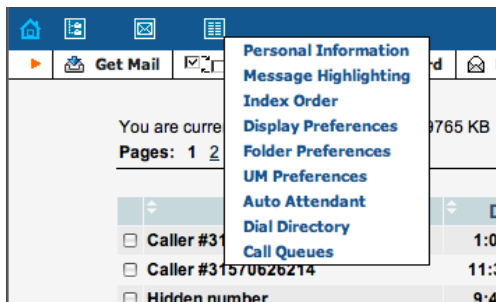 Personal Information
Get Mail
Message Highlighting
rd
Index Order
You are curre
Display Preferences
9765 KB
Pages: 1 2
Folder Preferences
UM Preferences
Auto Attendant
Dial Directory
Caller #31
Call Queues
1:0
Caller #31570626214
11:3
Hidden number
9:4